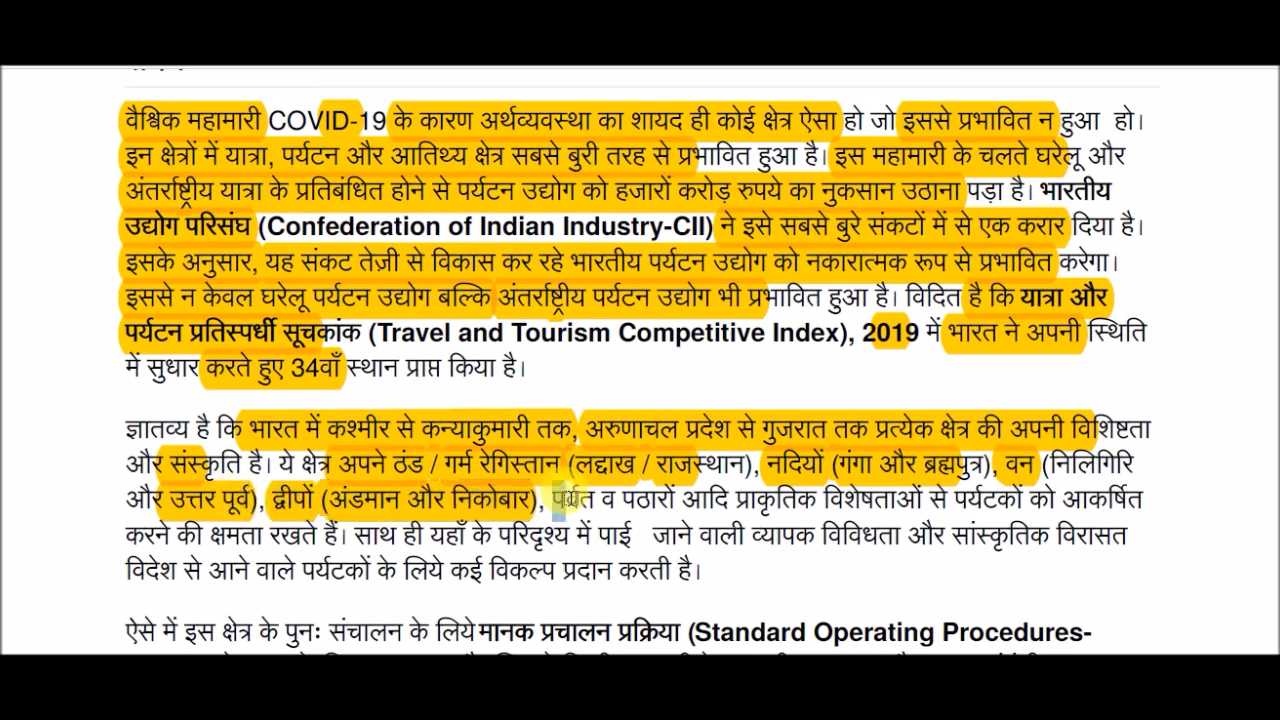 वैश्विक महामारी COVID-19 के कारण अर्थव्यवस्था का शायद ही कोई क्षेत्र ऐसा हो जो इससे प्रभावित न हुआ हो।
इन क्षेत्रों में यात्रा, पर्यटन और आतिथ्य क्षेत्र सबसे बुरी तरह से प्रभावित हुआ है। इस महामारी के चलते घरेलू और
अंतर्राष्ट्रीय यात्रा के प्रतिबंधित होने से पर्यटन उद्योग को हजारों करोड़ रुपये का नुकसान उठाना पड़ा है। भारतीय
उद्योग परिसंघ (Confederation of Indian Industry-CII) ने इसे सबसे बुरे संकटों में से एक करार दिया है।
इसके अनुसार, यह संकट तेज़ी से विकास कर रहे भारतीय पर्यटन उद्योग को नकारात्मक रूप से प्रभावित करेगा।
इससे न केवल घरेलू पर्यटन उद्योग बल्कि अंतर्राष्ट्रीय पर्यटन उद्योग भी प्रभावित हुआ है। विदित है कि यात्रा और
पर्यटन प्रतिस्पर्धी सूचकांक (Travel and Tourism Competitive Index), 2019 में भारत ने अपनी स्थिति
में सुधार करते हुए 34वाँ स्थान प्राप्त किया है।
ज्ञातव्य है कि भारत में कश्मीर से कन्याकुमारी तक, अरुणाचल प्रदेश से गुजरात तक प्रत्येक क्षेत्र की अपनी विशिष्टता
और संस्कृति है। ये क्षेत्र अपने ठंड / गर्म रेगिस्तान (लद्दाख / राजस्थान), नदियों (गंगा और ब्रह्मपुत्र), वन (निलिगिरि
और उत्तर पूर्व), द्वीपों (अंडमान और निकोबार), पर्यत व पठारों आदि प्राकृतिक विशेषताओं से पर्यटकों को आकर्षित
करने की क्षमता रखते हैं। साथ ही यहाँ के परिदृश्य में पाई जाने वाली व्यापक विविधता और सांस्कृतिक विरासत
विदेश से आने वाले पर्यटकों के लिये कई विकल्प प्रदान करती है।
ऐसे में इस क्षेत्र के पुनः संचालन के लिये मानक प्रचालन प्रक्रिया (Standard Operating Procedures-